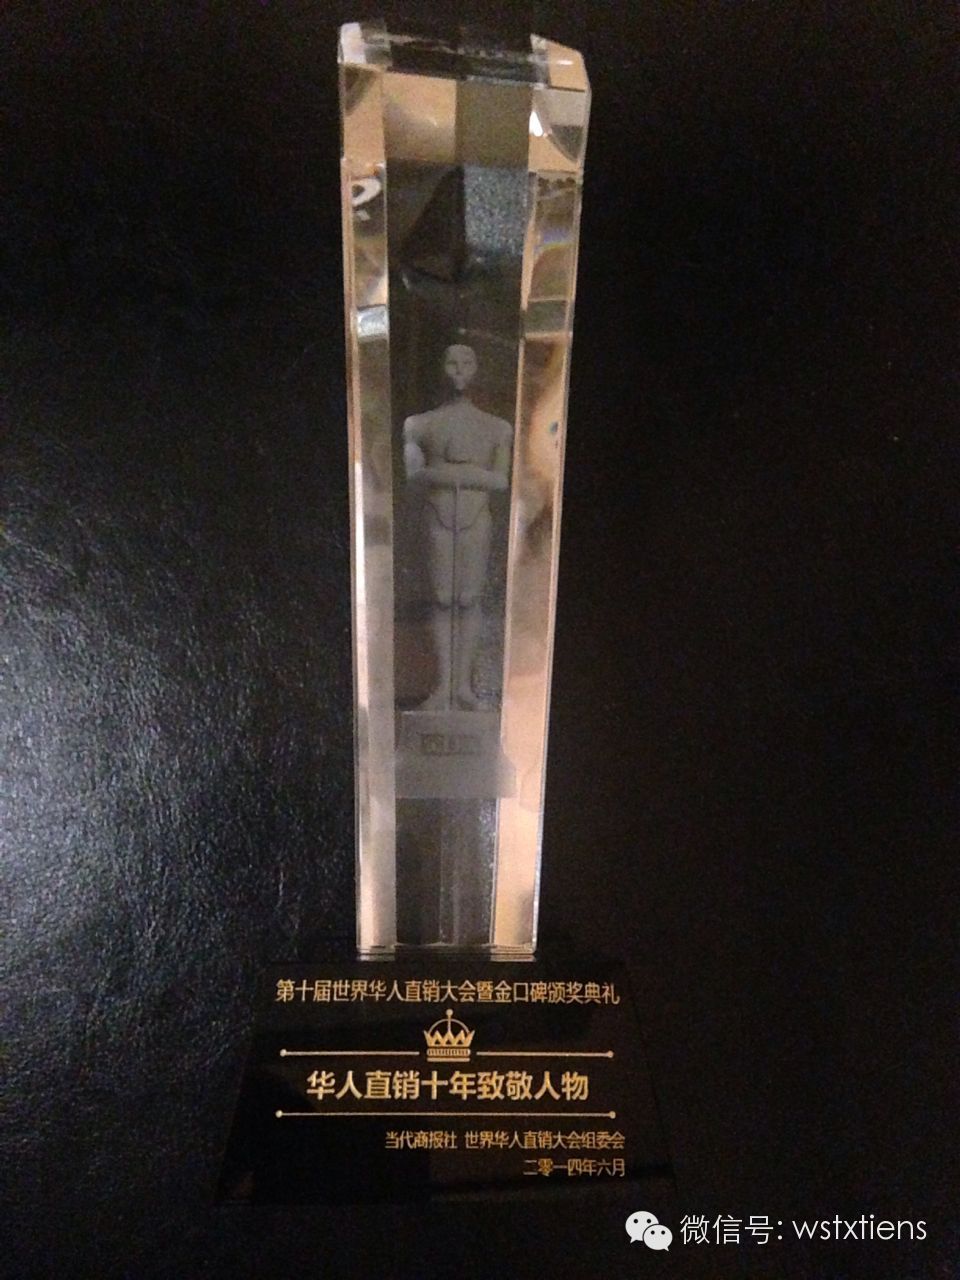 第十届世界华人直销大会暨金口碑颁奖典礼
华人直销十年致敬人物
当代商报社 世界华人直销大会组委会
二零一四年六月
微信号: wstxtiens